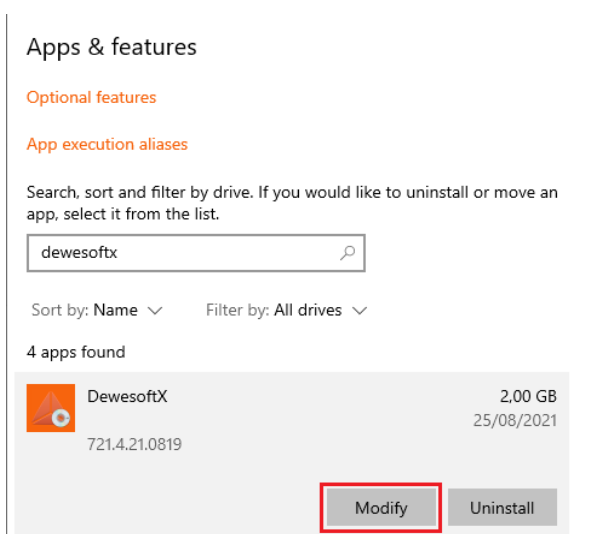 Apps & features
Optional features
App execution aliases
Search, sort and filter by drive. If you would like to uninstall or move an
app, select it from the list.
dewesoftx
Sort by: Name Filter by: All drives
4 apps found
DewesoftX 2,00 GB
25/08/2021
721.4.21.0819
Modify Uninstall